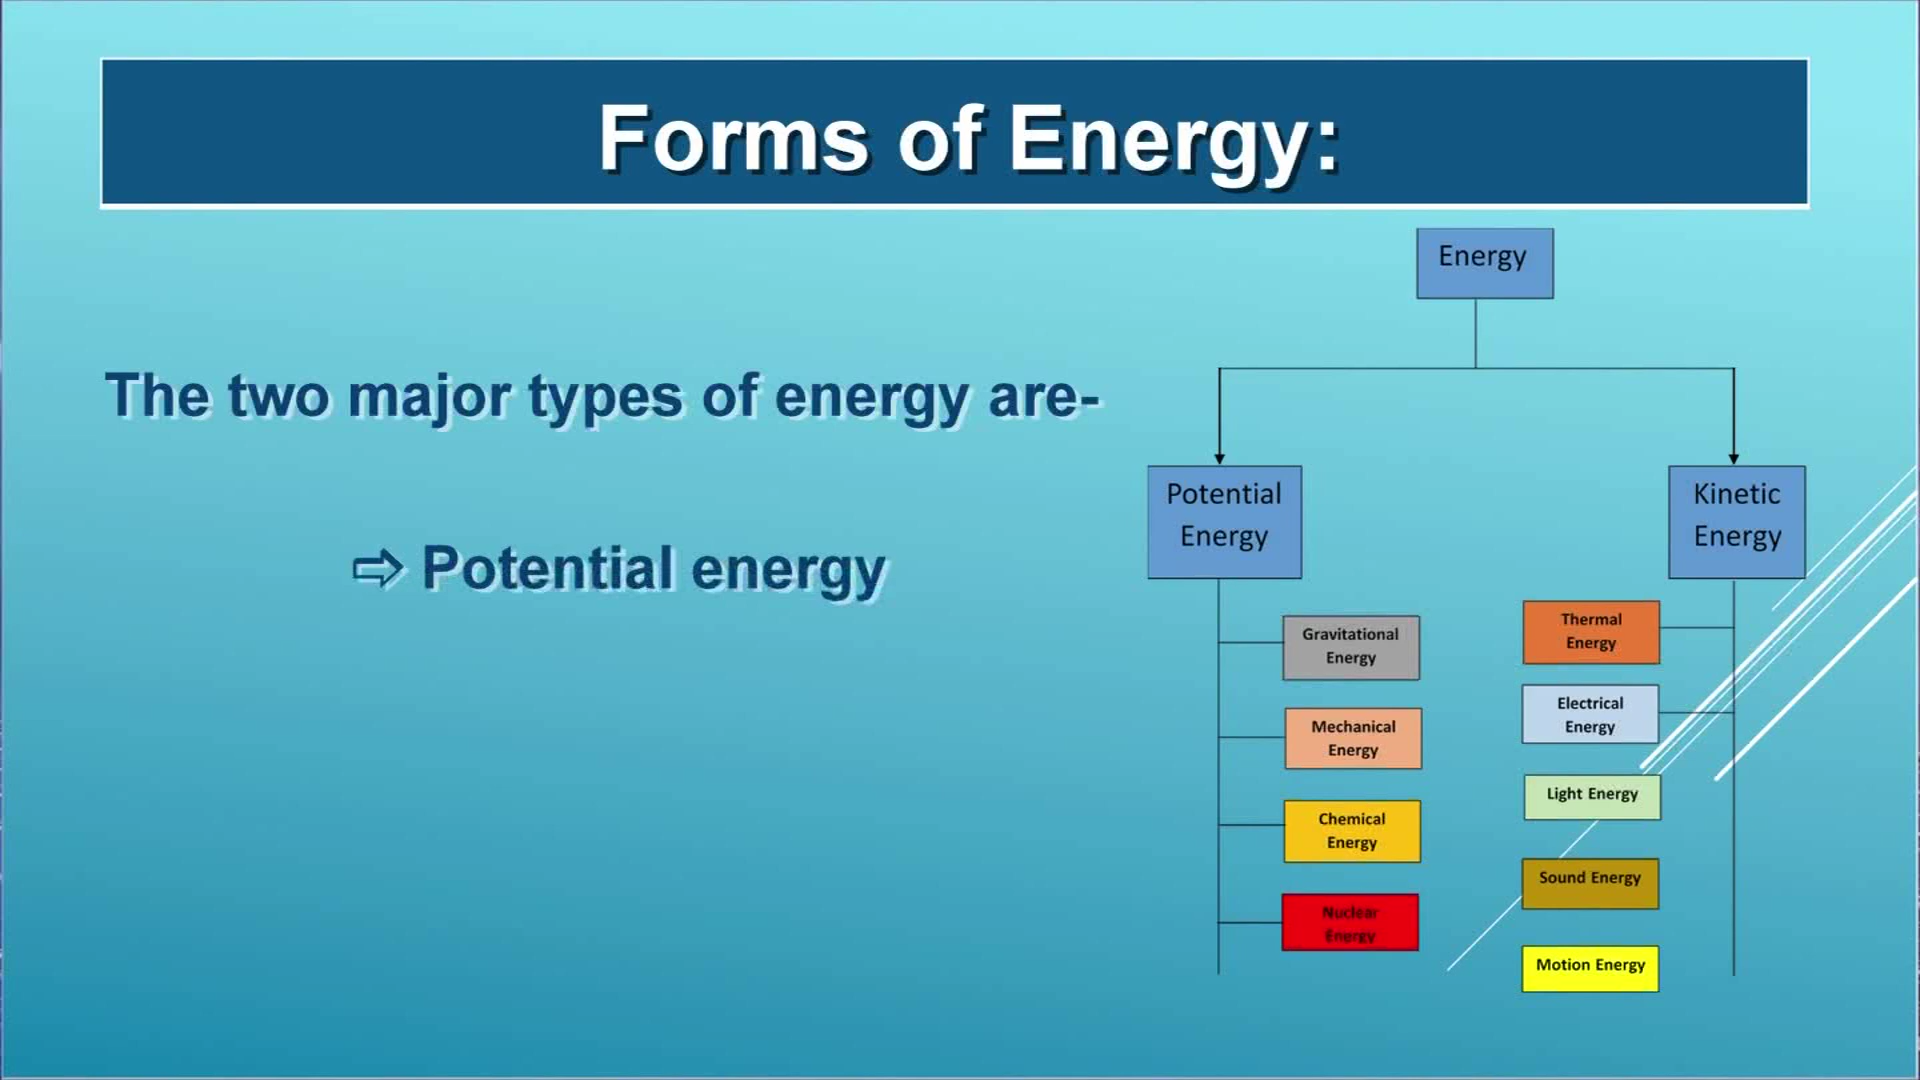 Forms of Energy:
The two major types of energy are-
⇨ Potential energy
Energy
Potential
Energy
Kinetic
Energy
Gravitational
Energy
Mechanical
Energy
Chemical
Energy
Nuclear
Energy
Thermal
Energy
Electrical
Energy
Light Energy
Sound Energy
Motion Energy